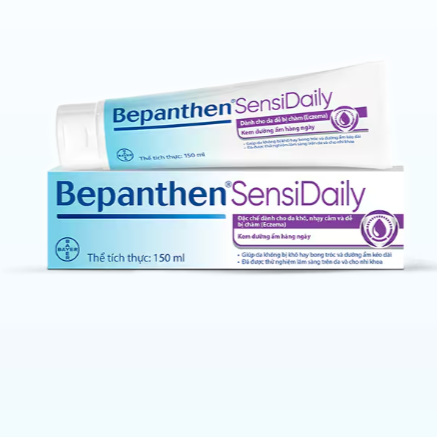 Bepanthen® SensiDaily
Dành cho da dễ bị chàm (Eczema)
Kem dưỡng ẩm hàng ngày
Thể tích thực: 150 ml
Bepanthen® SensiDaily
Đặc chế dành cho da khô, nhạy cảm và dễ
bị chàm (Eczema)
Kem dưỡng ẩm hàng ngày
BAYER
Thể tích thực: 150 ml
• Giúp da không bị khô hay bong tróc và dưỡng ẩm kéo dài
• Đã được thử nghiệm lâm sàng trên da và cho nhi khoa